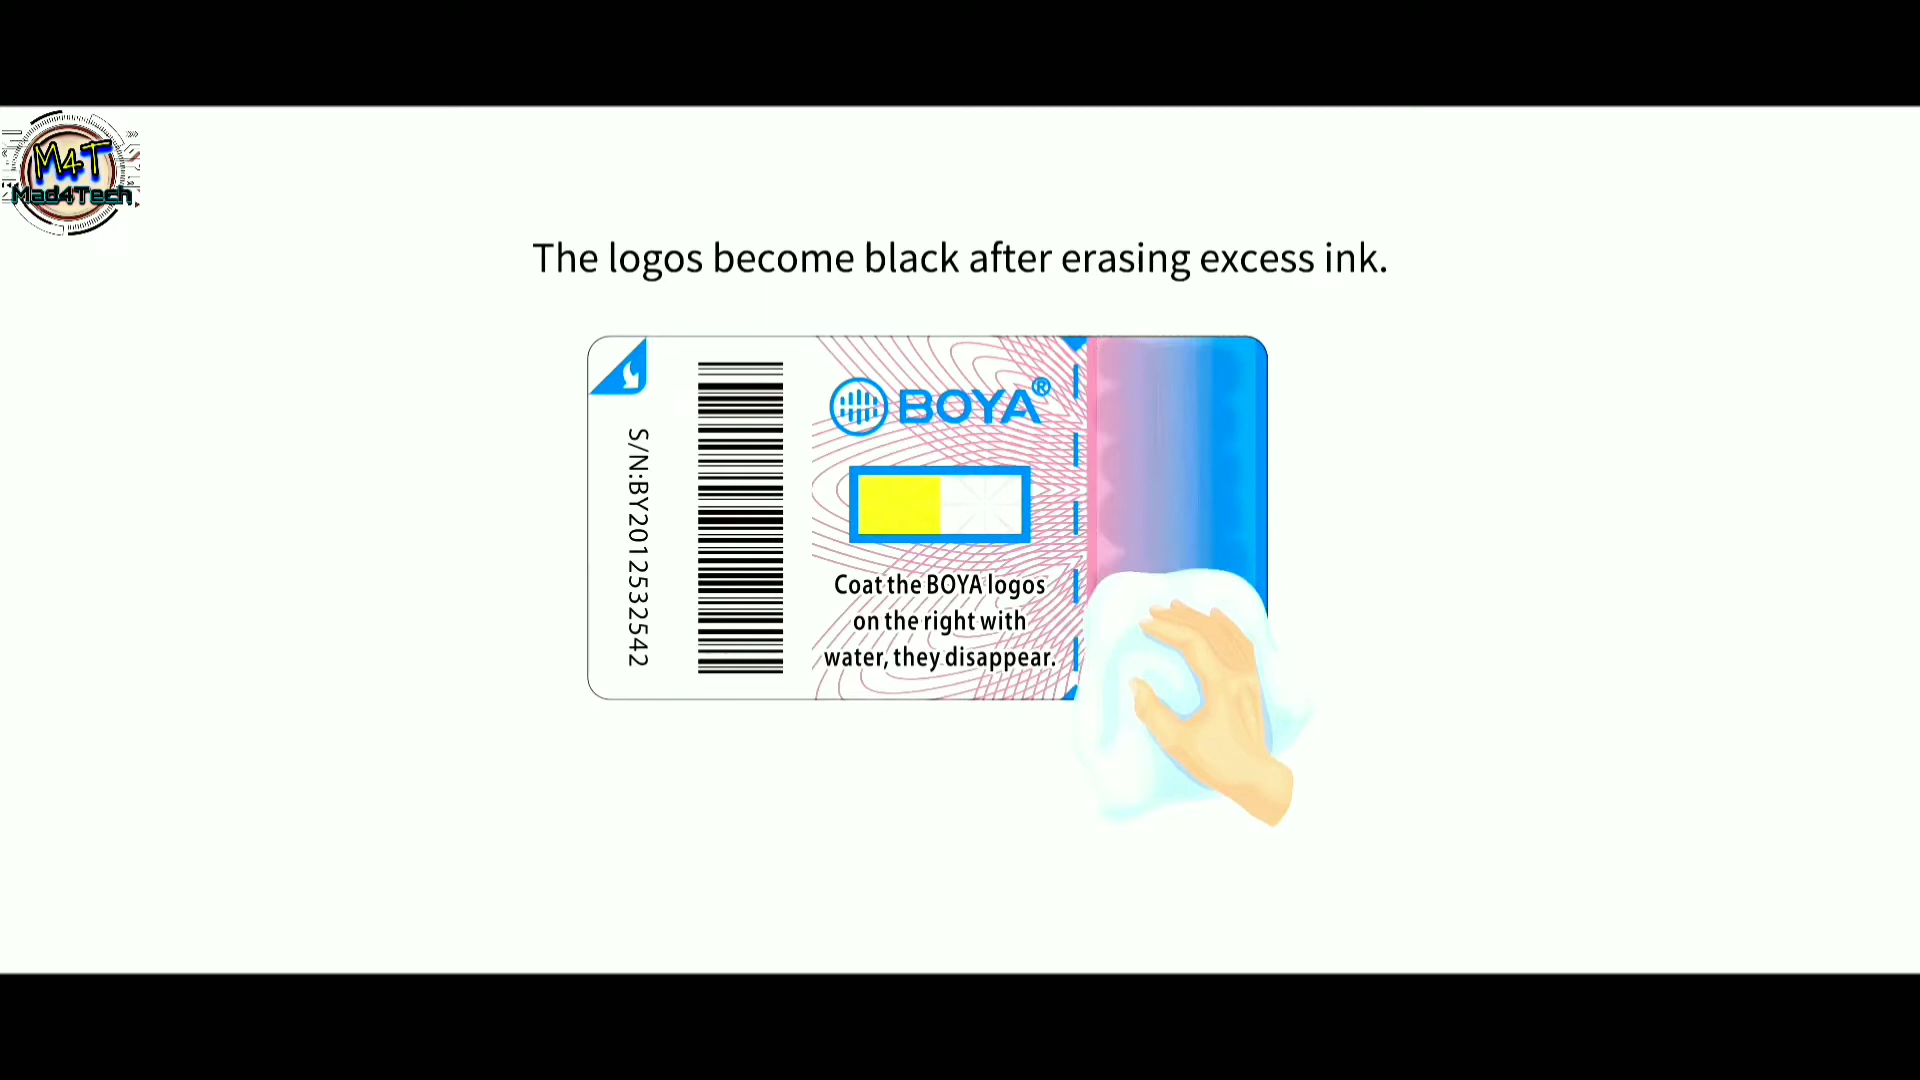 M4T
Mad4Tech
The logos become black after erasing excess ink.
S/N:BY2012532542
BOYA®
Coat the BOYA logos
on the right with
water, they disappear.